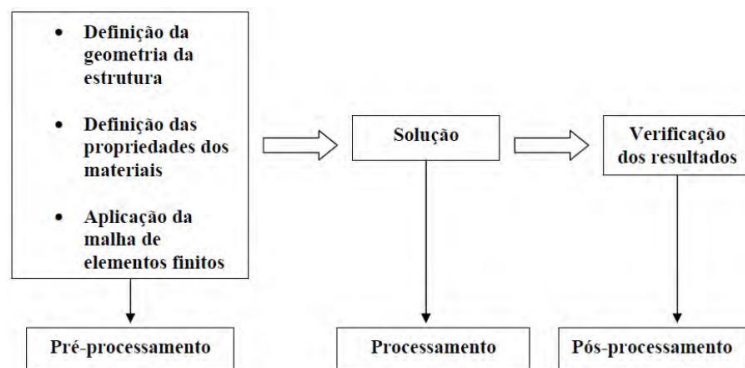 • Definição da
geometria da
estrutura
• Definição das
propriedades dos
materiais
• Aplicação da
malha de
elementos finitos
Solução
Verificação
dos resultados
Pré-processamento
Processamento
Pós-processamento